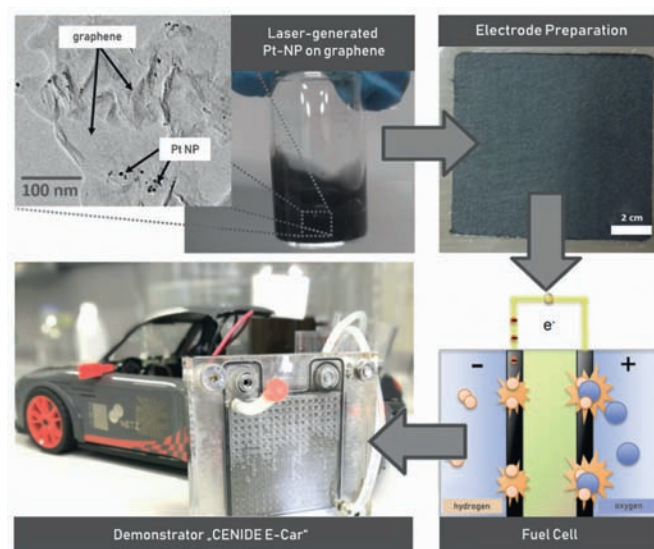 graphene
Pt NP
100 nm
Laser-generated
Pt-NP on graphene
Electrode Preparation
2 cm
e⁻
-
+
hydrogen
oxygen
Fuel Cell
NETZ
Demonstrator „CENIDE E-Car"